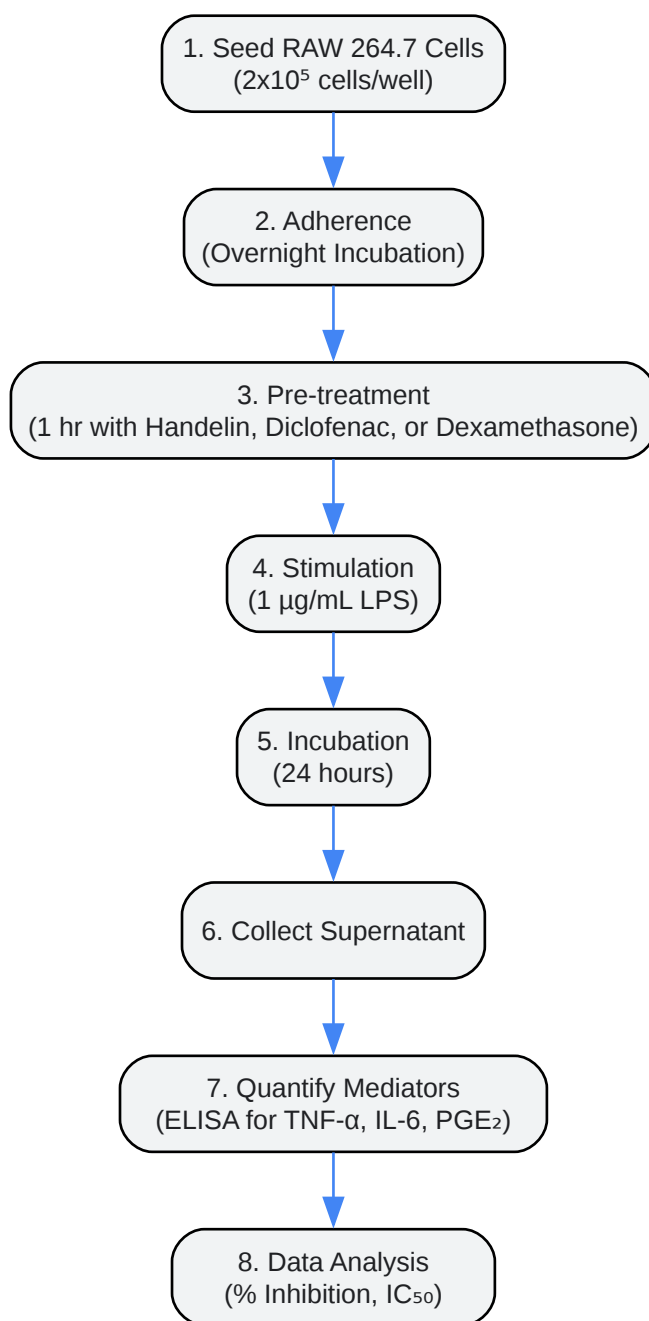 1. Seed RAW 264.7 Cells
(2x10⁵ cells/well)
2. Adherence
(Overnight Incubation)
3. Pre-treatment
(1 hr with Handelin, Diclofenac, or Dexamethasone)
4. Stimulation
(1 µg/mL LPS)
5. Incubation
(24 hours)
6. Collect Supernatant
7. Quantify Mediators
(ELISA for TNF-α, IL-6, PGE₂)
8. Data Analysis
(% Inhibition, IC₅₀)